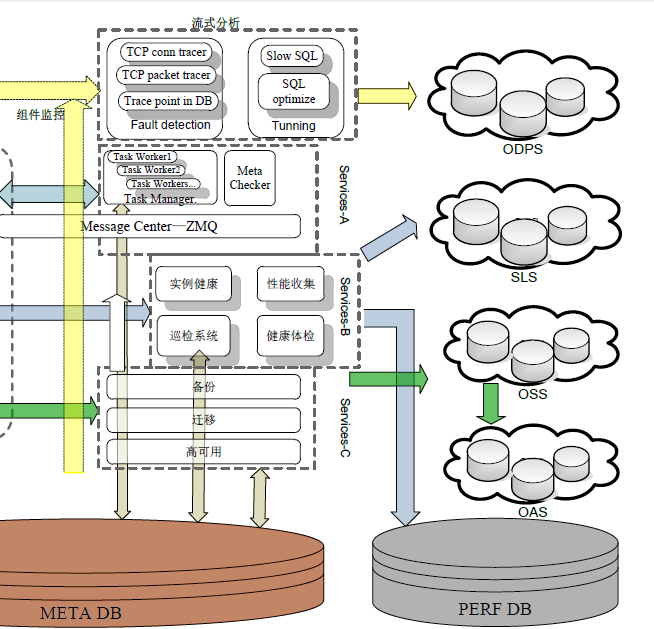 流式分析
TCP conn tracer
TCP packet tracer
Trace point in DB
Fault detection
Slow SQL
SQL
optimize
Tunning
组件监控
ODPS
Task Worker1
Task Worker2
Task Workers...
Task Manager.
Meta
Checker
Services-A
Message Center—ZMQ
SLS
实例健康
性能收集
巡检系统
健康体检
Services-B
OSS
备份
迁移
高可用
Services-C
OAS
META DB
PERF DB